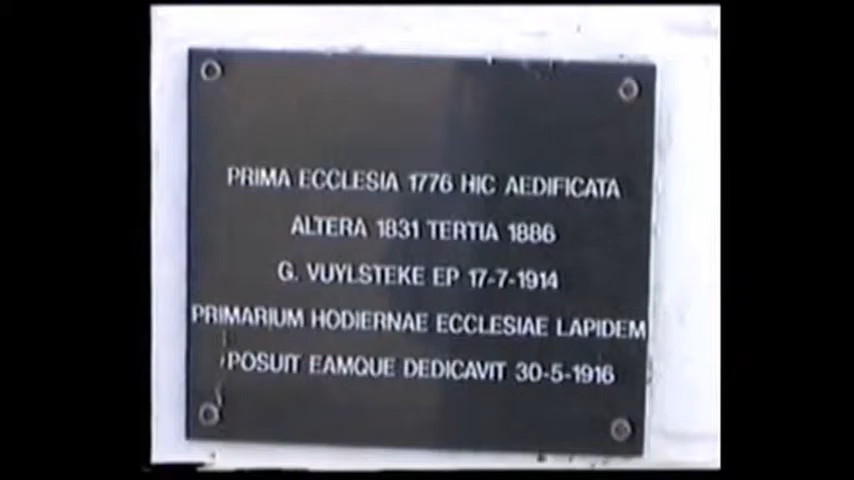 PRIMA ECCLESIA 1776 HIC AEDIFICATA
ALTERA 1831 TERTIA 1886
G. VUYLSTEKE EP 17-7-1914
PRIMARIUM HODIERNAE ECCLESIAE LAPIDEM
POSUIT EAMQUE DEDICAVIT 30-5-1916